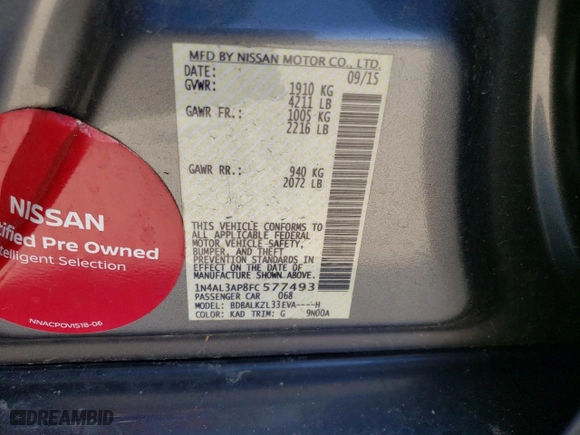 MFD BY NISSAN MOTOR CO., LTD.
DATE: 09/15
GVWR: 1910 KG
4211 LB
GAWR FR.: 1005 KG
2216 LB
GAWR RR.: 940 KG
2072 LB
THIS VEHICLE CONFORMS TO
ALL APPLICABLE FEDERAL
MOTOR VEHICLE SAFETY,
BUMPER, AND THEFT
PREVENTION STANDARDS IN
EFFECT ON THE DATE OF
MANUFACTURE SHOWN ABOVE.
1N4AL3AP8FC577493
PASSENGER CAR 068
MODEL: BDBALKZL33EVA----H
COLOR: KAD TRIM: G 9N00A
NISSAN
tified Pre Owned
ntelligent Selection
NNACPOVIS18-06
DREAMBID